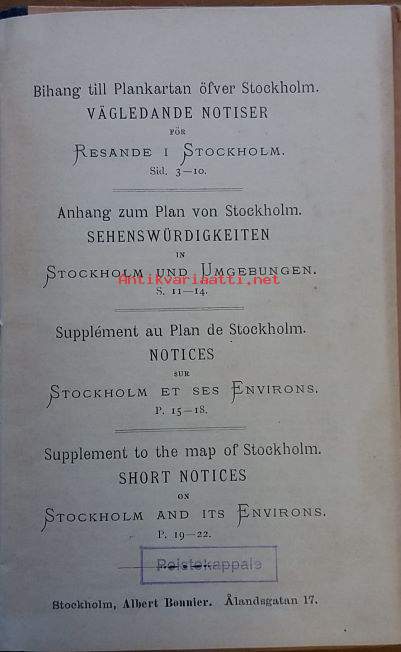 Bihang till Plankartan öfver Stockholm.
VÄGLEDANDE NOTISER
FÖR
RESANDE I STOCKHOLM.
Sid. 3—10.
Anhang zum Plan von Stockholm.
SEHENSWÜRDIGKEITEN
IN
STOCKHOLM UND UMGEBUNGEN.
Antikvariaatti.net
S. 11—14.
Supplément au Plan de Stockholm.
NOTICES
SUR
STOCKHOLM ET SES ENVIRONS.
P. 15—18.
Supplement to the map of Stockholm.
SHORT NOTICES
ON
STOCKHOLM AND ITS ENVIRONS.
P. 19—22.
Poistokappale
Stockholm, Albert Bonnier. Ålandsgatan 17.